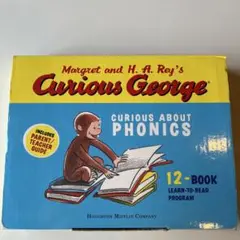 Margret and H. A. Rey's
Curious George
CURIOUS ABOUT
PHONICS
INCLUDES
PARENT/
TEACHER
GUIDE
12-BOOK
LEARN-TO-READ
PROGRAM
HOUGHTON MIFFLIN COMPANY